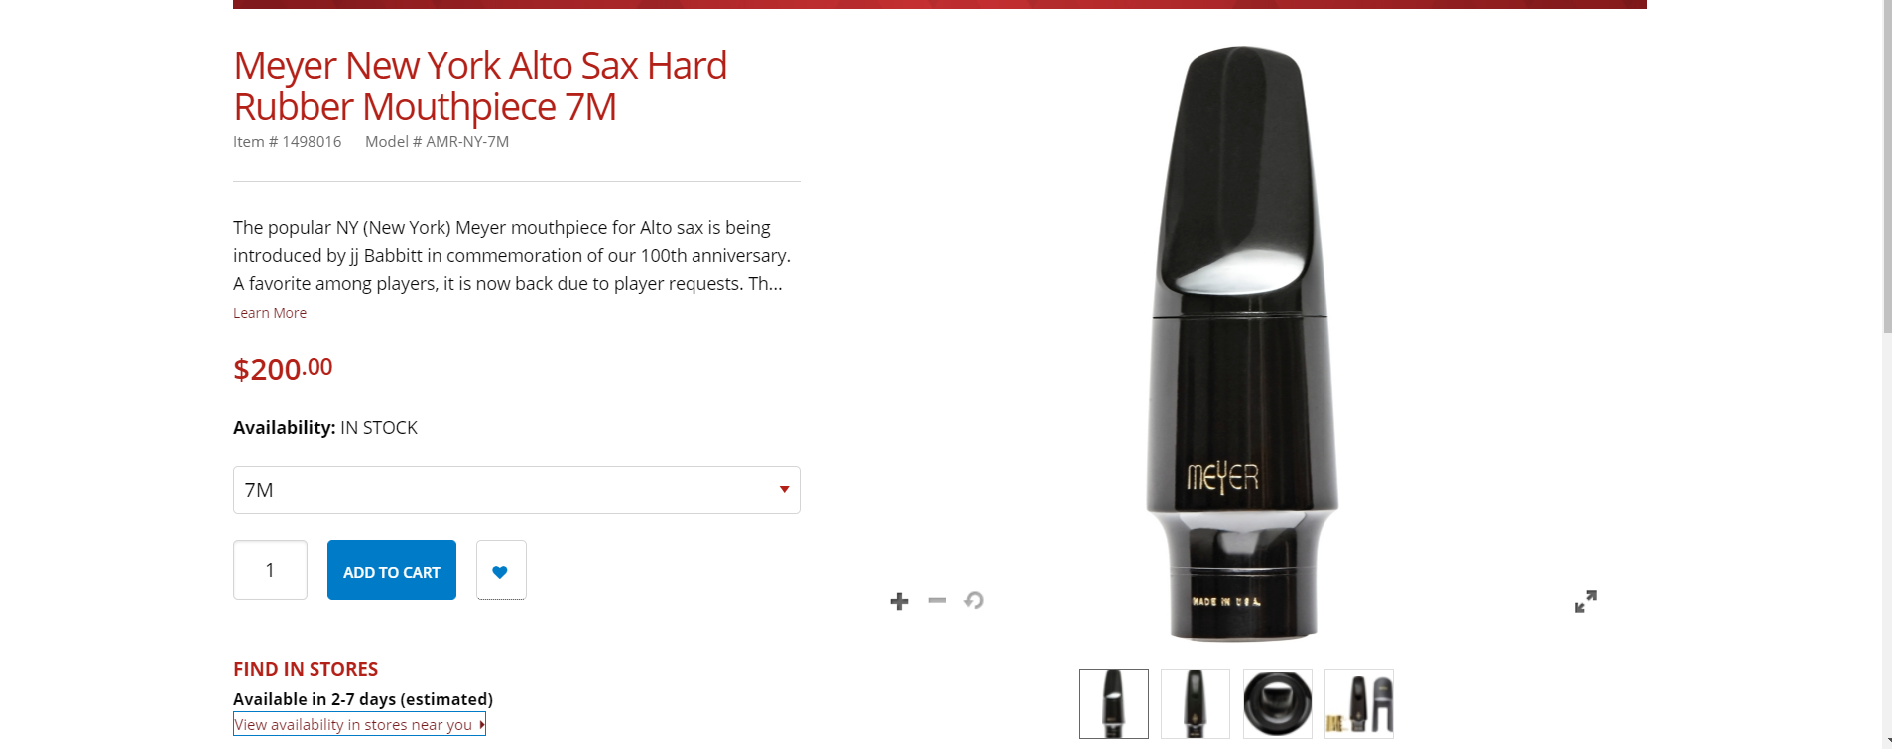 Meyer New York Alto Sax Hard
Rubber Mouthpiece 7M
Item # 1498016 Model # AMR-NY-7M
The popular NY (New York) Meyer mouthpiece for Alto sax is being
introduced by jj Babbitt in commemoration of our 100th anniversary.
A favorite among players, it is now back due to player requests. Th...
Learn More
$200.00
Availability: IN STOCK
7M
1
ADD TO CART
FIND IN STORES
Available in 2-7 days (estimated)
View availability in stores near you
MEYER
MADE IN U.S.A.